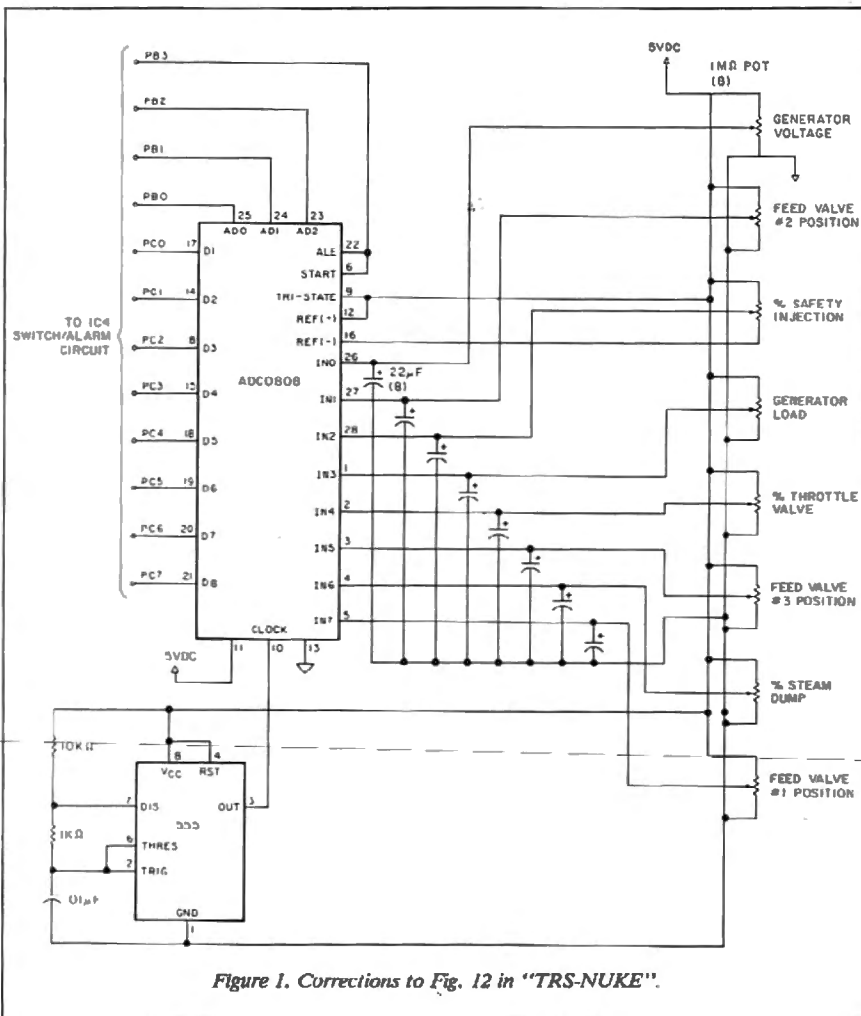 5VDC
1MΩ POT
(8)
PB3
PB2
PB1
PB0
25 24 23
AD0 AD1 AD2
PC0 17 D1
PC1 14 D2
PC2 8 D3
PC3 15 D4
PC4 18 D5
PC5 19 D6
PC6 20 D7
PC7 21 D8
TO IC4
SWITCH/ALARM
CIRCUIT
ADC0808
ALE 22
START 6
TRI-STATE 9
REF(+) 12
REF(-) 16
IN0 26
IN1 27
IN2 28
IN3 1
IN4 2
IN5 3
IN6 4
IN7 5
+ 22µF
(8)
+
+
+
+
+
+
+
CLOCK
11 10 13
5VDC
GENERATOR
VOLTAGE
FEED VALVE
#2 POSITION
% SAFETY
INJECTION
GENERATOR
LOAD
% THROTTLE
VALVE
FEED VALVE
#3 POSITION
% STEAM
DUMP
FEED VALVE
#1 POSITION
10KΩ
8 4
VCC RST
7 DIS OUT 3
555
1KΩ
6 THRES
2 TRIG
.01µF
GND
1
Figure 1. Corrections to Fig. 12 in "TRS-NUKE".